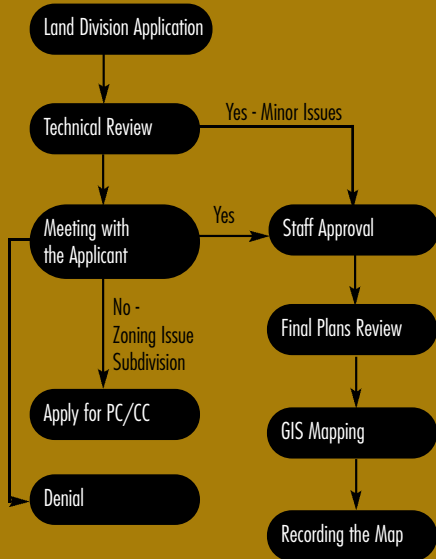 Land Division Application
Yes - Minor Issues
Technical Review
Meeting with
the Applicant
Yes
Staff Approval
No -
Zoning Issue
Subdivision
Final Plans Review
Apply for PC/CC
GIS Mapping
Denial
Recording the Map